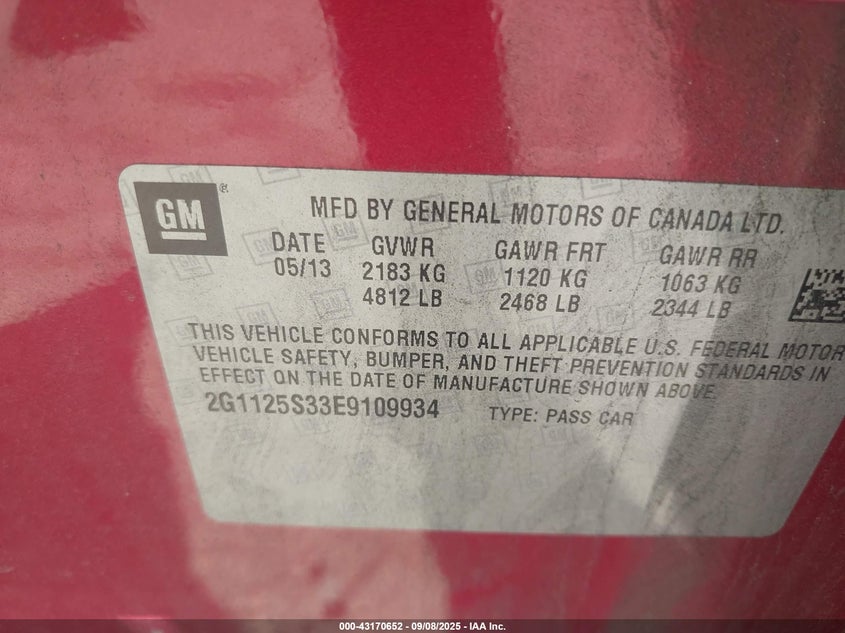 GM®
MFD BY GENERAL MOTORS OF CANADA LTD.
DATE GVWR GAWR FRT GAWR RR
05/13 2183 KG 1120 KG 1063 KG
4812 LB 2468 LB 2344 LB
THIS VEHICLE CONFORMS TO ALL APPLICABLE U.S. FEDERAL MOTOR
VEHICLE SAFETY, BUMPER, AND THEFT PREVENTION STANDARDS IN
EFFECT ON THE DATE OF MANUFACTURE SHOWN ABOVE.
2G1125S33E9109934 TYPE: PASS CAR
000-43170652 - 09/08/2025 - IAA Inc.